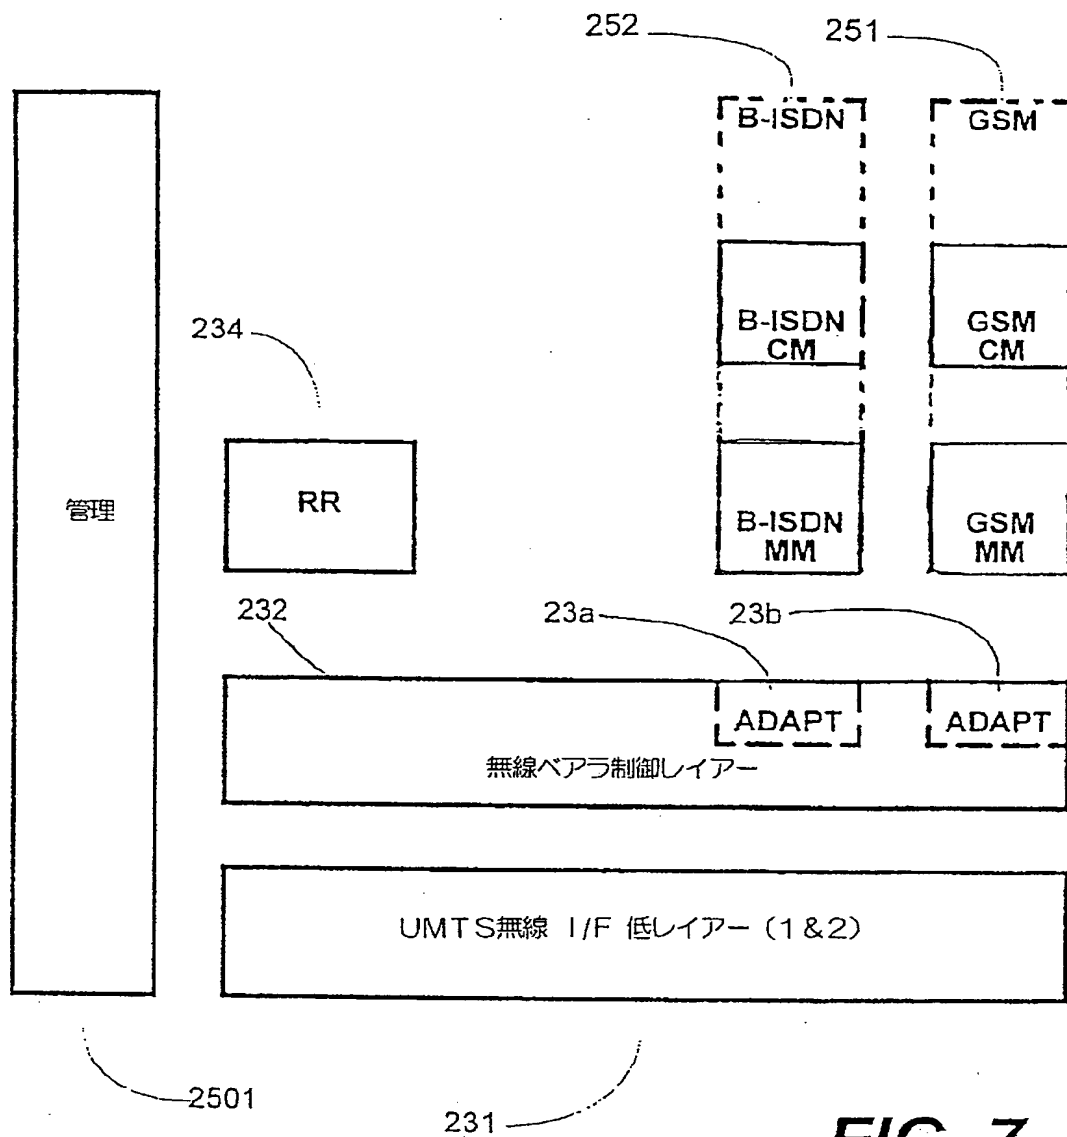 252
251
B-ISDN
GSM
234
B-ISDN
CM
GSM
CM
管理
RR
B-ISDN
MM
GSM
MM
232
23a
23b
ADAPT
ADAPT
無線ベアラ制御レイアー
UMTS無線 I/F 低レイアー (1&2)
2501
231